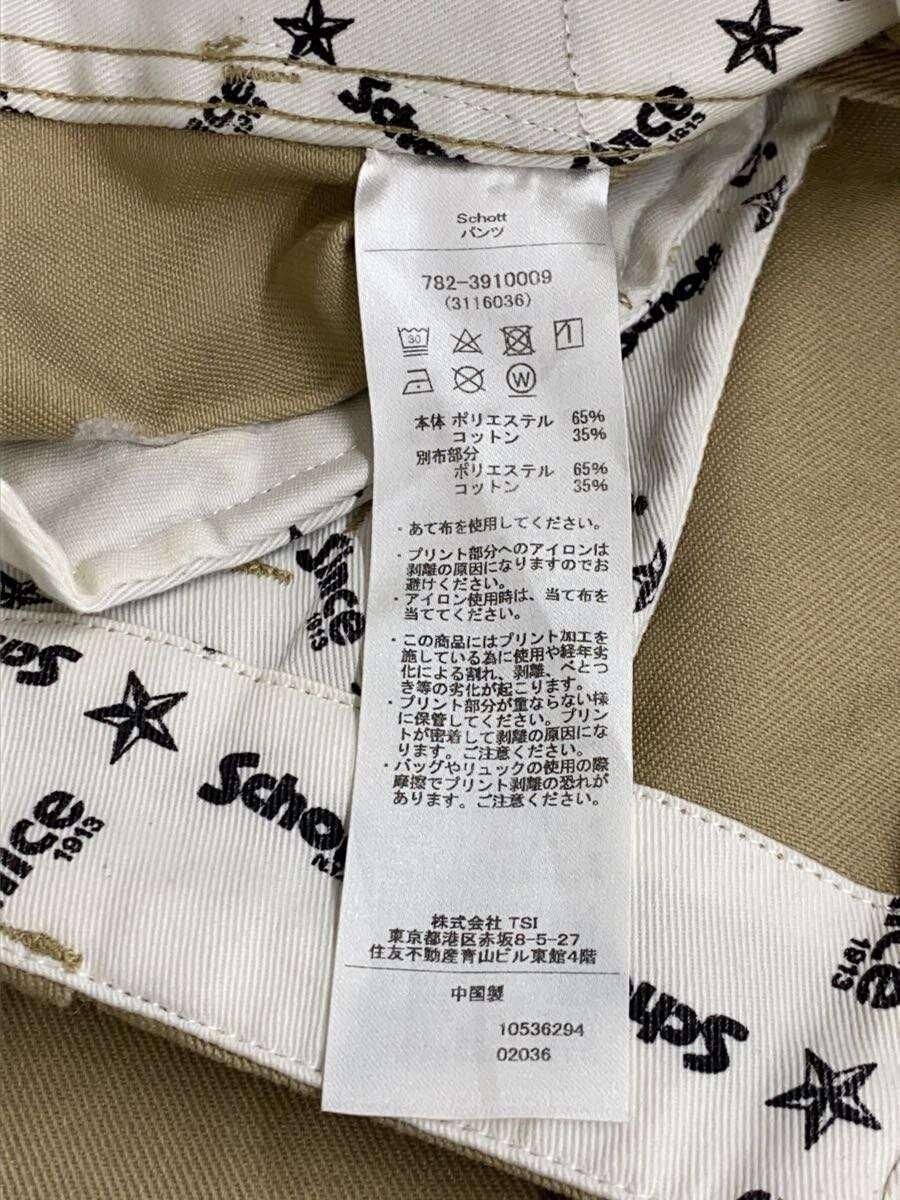 Schott
Since
1913
Schott
パンツ
782-3910009
(3116036)
30
W
本体 ポリエステル 65%
コットン 35%
別布部分
ポリエステル 65%
コットン 35%
・あて布を使用してください。
・プリント部分へのアイロンは
剥離の原因になりますのでお
避けください。
・アイロン使用時は、当て布を
当ててください。
・この商品にはプリント加工を
施している為に使用や経年劣
化による割れ、剥離、べとつ
き等の劣化が起こります。
・プリント部分が重ならない様
に保管してください。プリン
トが密着して剥離の原因にな
ります。ご注意ください。
・バッグやリュックの使用の際
摩擦でプリント剥離の恐れが
あります。ご注意ください。
株式会社 TSI
東京都港区赤坂8-5-27
住友不動産青山ビル東館4階
中国製
10536294
02036
Schott
Since
1913
Schott
Since
1913
Schott
Since
1913
Schott